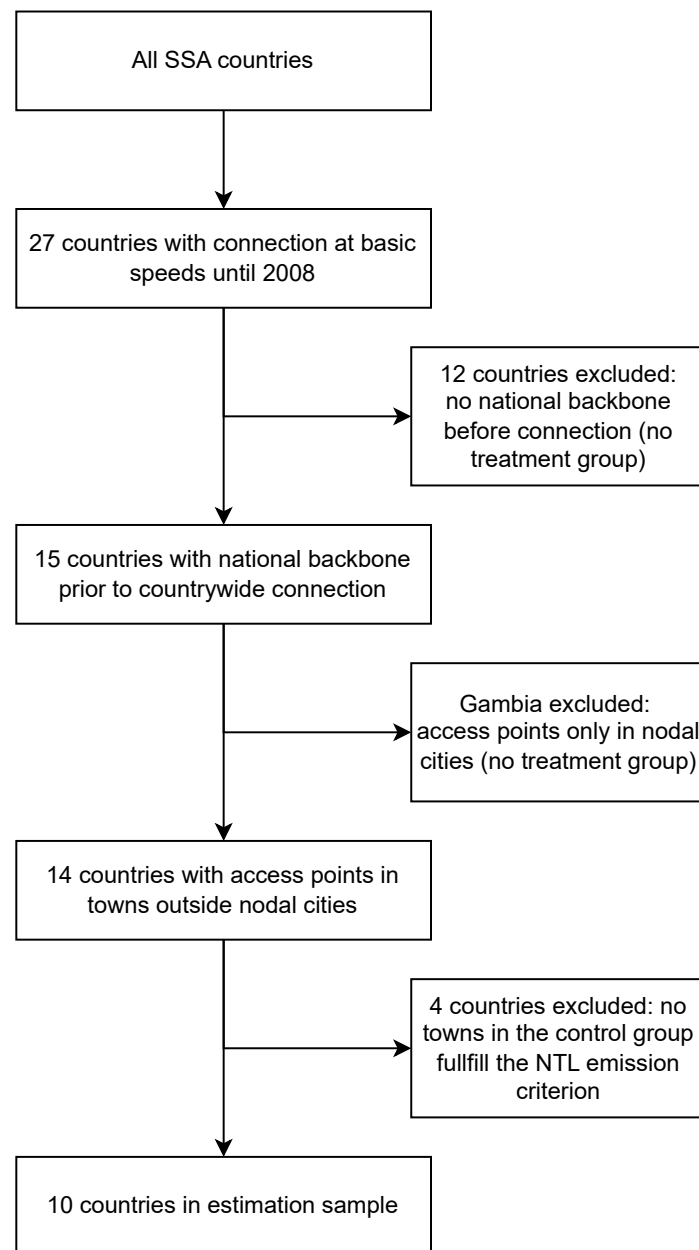 All SSA countries
27 countries with connection at basic
speeds until 2008
12 countries excluded:
no national backbone
before connection (no
treatment group)
15 countries with national backbone
prior to countrywide connection
Gambia excluded:
access points only in nodal
cities (no treatment group)
14 countries with access points in
towns outside nodal cities
4 countries excluded: no
towns in the control group
fullfill the NTL emission
criterion
10 countries in estimation sample